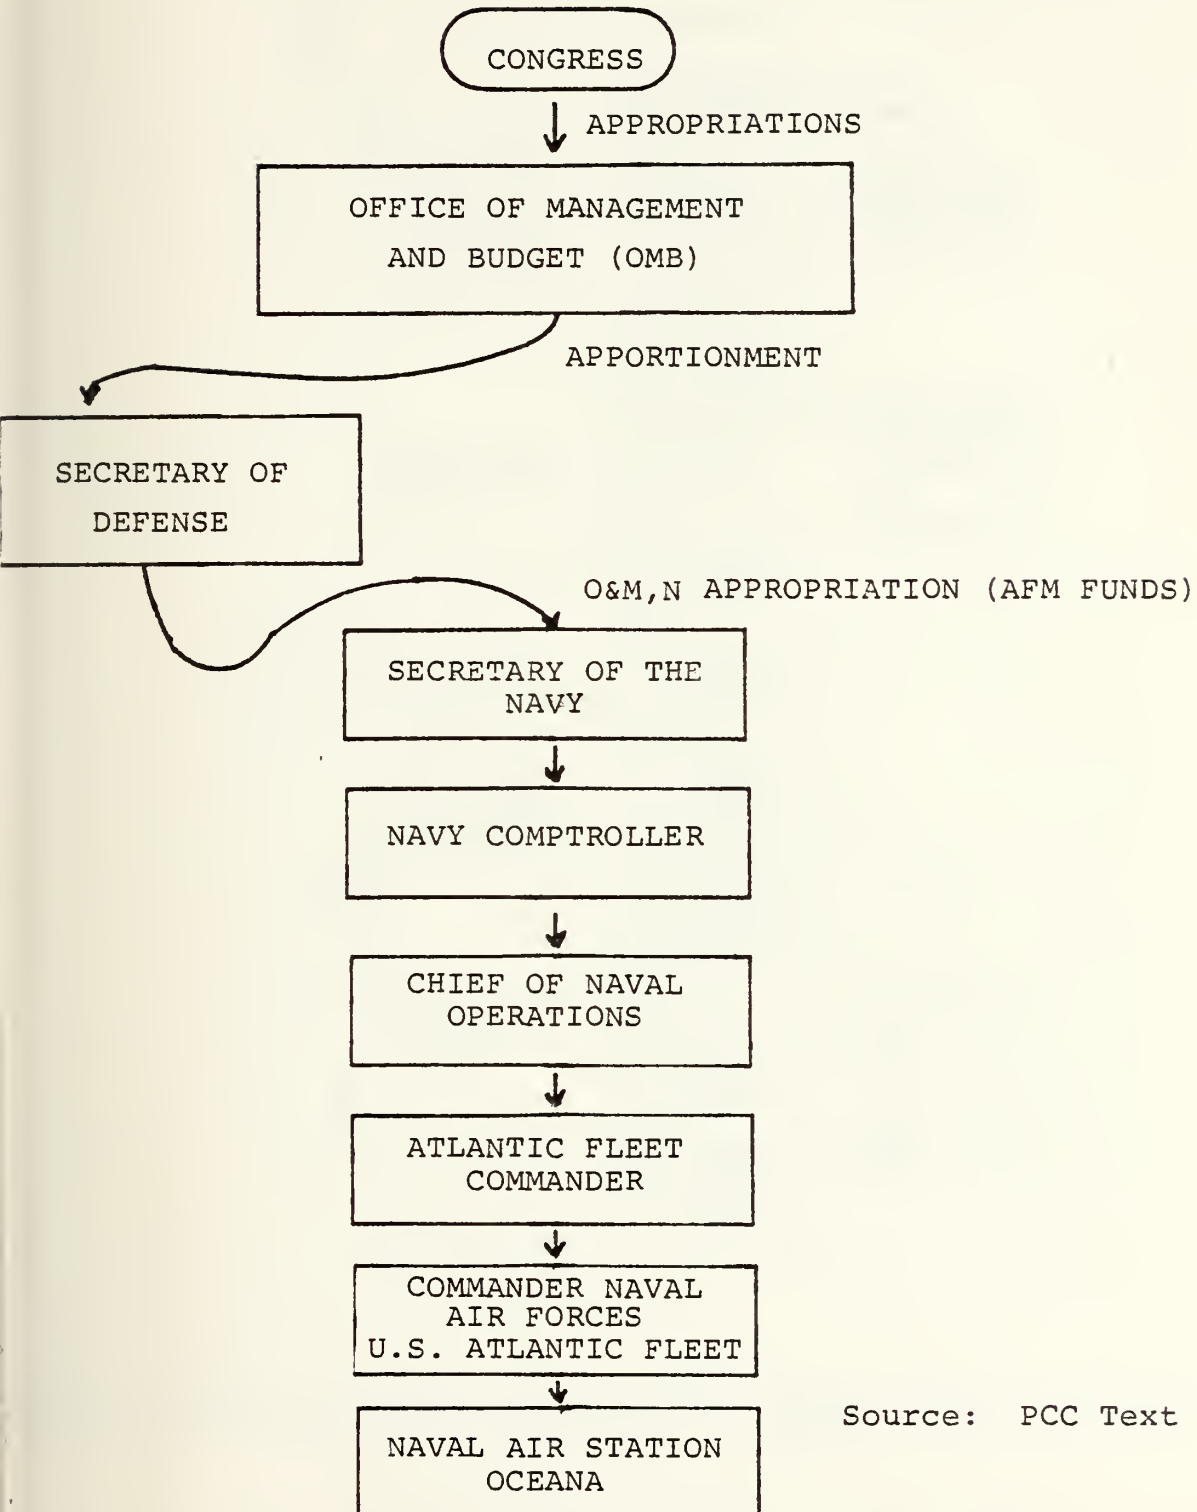 CONGRESS
APPROPRIATIONS
OFFICE OF MANAGEMENT
AND BUDGET (OMB)
APPORTIONMENT
SECRETARY OF
DEFENSE
O&M,N APPROPRIATION (AFM FUNDS)
SECRETARY OF THE
NAVY
NAVY COMPTROLLER
CHIEF OF NAVAL
OPERATIONS
ATLANTIC FLEET
COMMANDER
COMMANDER NAVAL
AIR FORCES
U.S. ATLANTIC FLEET
Source: PCC Text
NAVAL AIR STATION
OCEANA